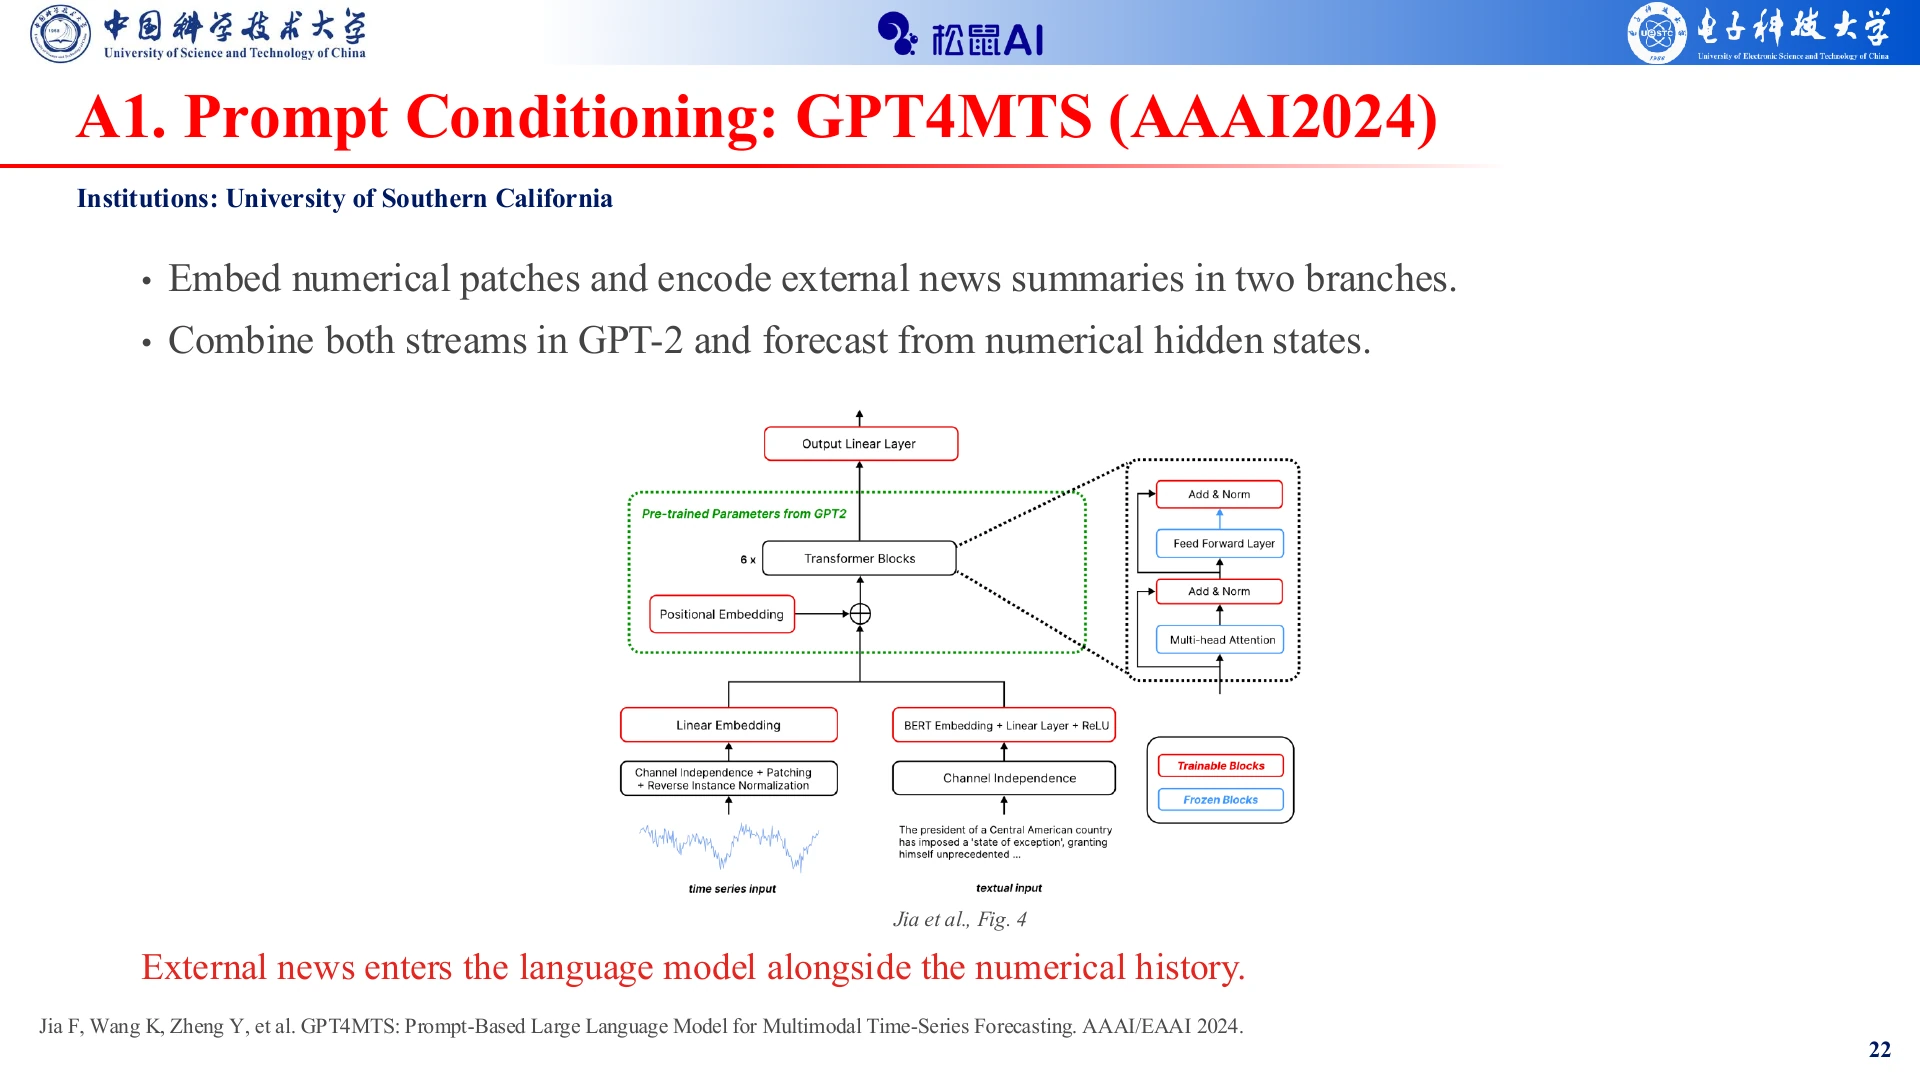 中国科学技术大学
University of Science and Technology of China
松鼠AI
电子科技大学
University of Electronic Science and Technology of China
A1. Prompt Conditioning: GPT4MTS (AAAI2024)
Institutions: University of Southern California
• Embed numerical patches and encode external news summaries in two branches.
• Combine both streams in GPT-2 and forecast from numerical hidden states.
Output Linear Layer
Pre-trained Parameters from GPT2
6 x
Transformer Blocks
Positional Embedding
Add & Norm
Feed Forward Layer
Add & Norm
Multi-head Attention
Linear Embedding
BERT Embedding + Linear Layer + ReLU
Channel Independence + Patching
+ Reverse Instance Normalization
Channel Independence
Trainable Blocks
Frozen Blocks
The president of a Central American country
has imposed a 'state of exception', granting
himself unprecedented ...
time series input
textual input
Jia et al., Fig. 4
External news enters the language model alongside the numerical history.
Jia F, Wang K, Zheng Y, et al. GPT4MTS: Prompt-Based Large Language Model for Multimodal Time-Series Forecasting. AAAI/EAAI 2024.
22